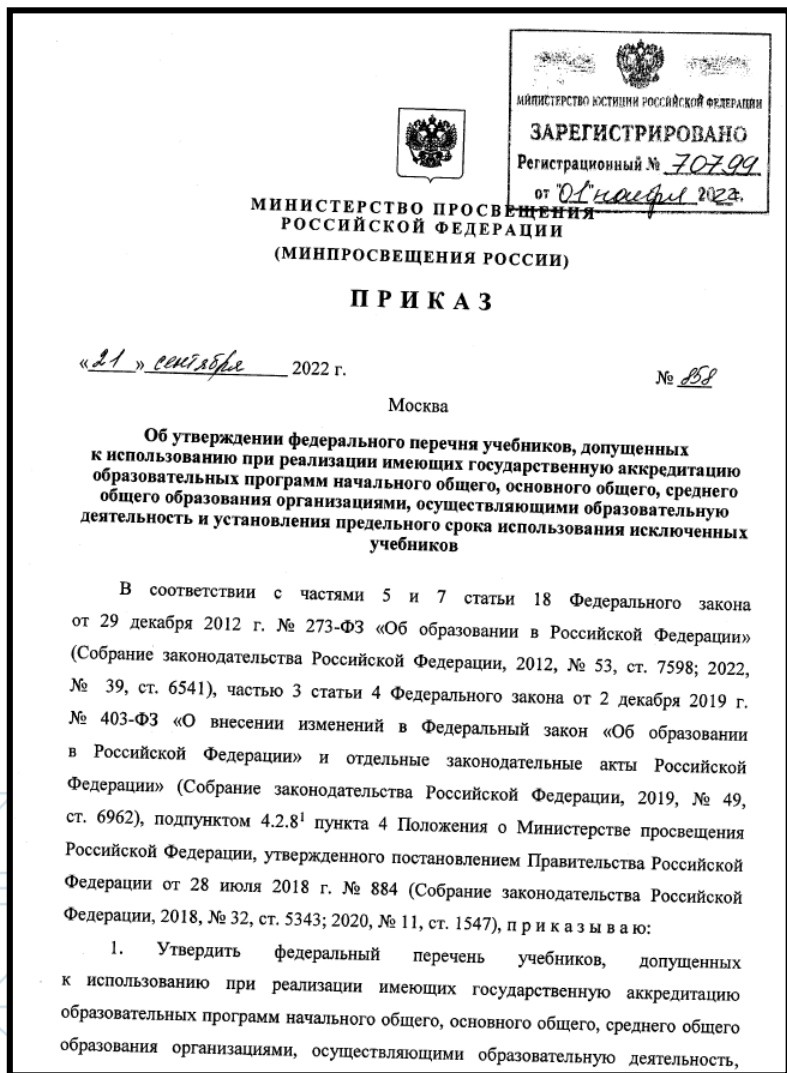 МИНИСТЕРСТВО ЮСТИЦИИ РОССИЙСКОЙ ФЕДЕРАЦИИ
ЗАРЕГИСТРИРОВАНО
Регистрационный № 70799
от "01" ноября 2022.
МИНИСТЕРСТВО ПРОСВЕЩЕНИЯ
РОССИЙСКОЙ ФЕДЕРАЦИИ
(МИНПРОСВЕЩЕНИЯ РОССИИ)
ПРИКАЗ
«21» сентября 2022 г.
№ 858
Москва
Об утверждении федерального перечня учебников, допущенных
к использованию при реализации имеющих государственную аккредитацию
образовательных программ начального общего, основного общего, среднего
общего образования организациями, осуществляющими образовательную
деятельность и установления предельного срока использования исключенных
учебников
В соответствии с частями 5 и 7 статьи 18 Федерального закона
от 29 декабря 2012 г. № 273-ФЗ «Об образовании в Российской Федерации»
(Собрание законодательства Российской Федерации, 2012, № 53, ст. 7598; 2022,
№ 39, ст. 6541), частью 3 статьи 4 Федерального закона от 2 декабря 2019 г.
№ 403-ФЗ «О внесении изменений в Федеральный закон «Об образовании
в Российской Федерации» и отдельные законодательные акты Российской
Федерации» (Собрание законодательства Российской Федерации, 2019, № 49,
ст. 6962), подпунктом 4.2.8¹ пункта 4 Положения о Министерстве просвещения
Российской Федерации, утвержденного постановлением Правительства Российской
Федерации от 28 июля 2018 г. № 884 (Собрание законодательства Российской
Федерации, 2018, № 32, ст. 5343; 2020, № 11, ст. 1547), п р и к а з ы в а ю:
1. Утвердить федеральный перечень учебников, допущенных
к использованию при реализации имеющих государственную аккредитацию
образовательных программ начального общего, основного общего, среднего общего
образования организациями, осуществляющими образовательную деятельность,